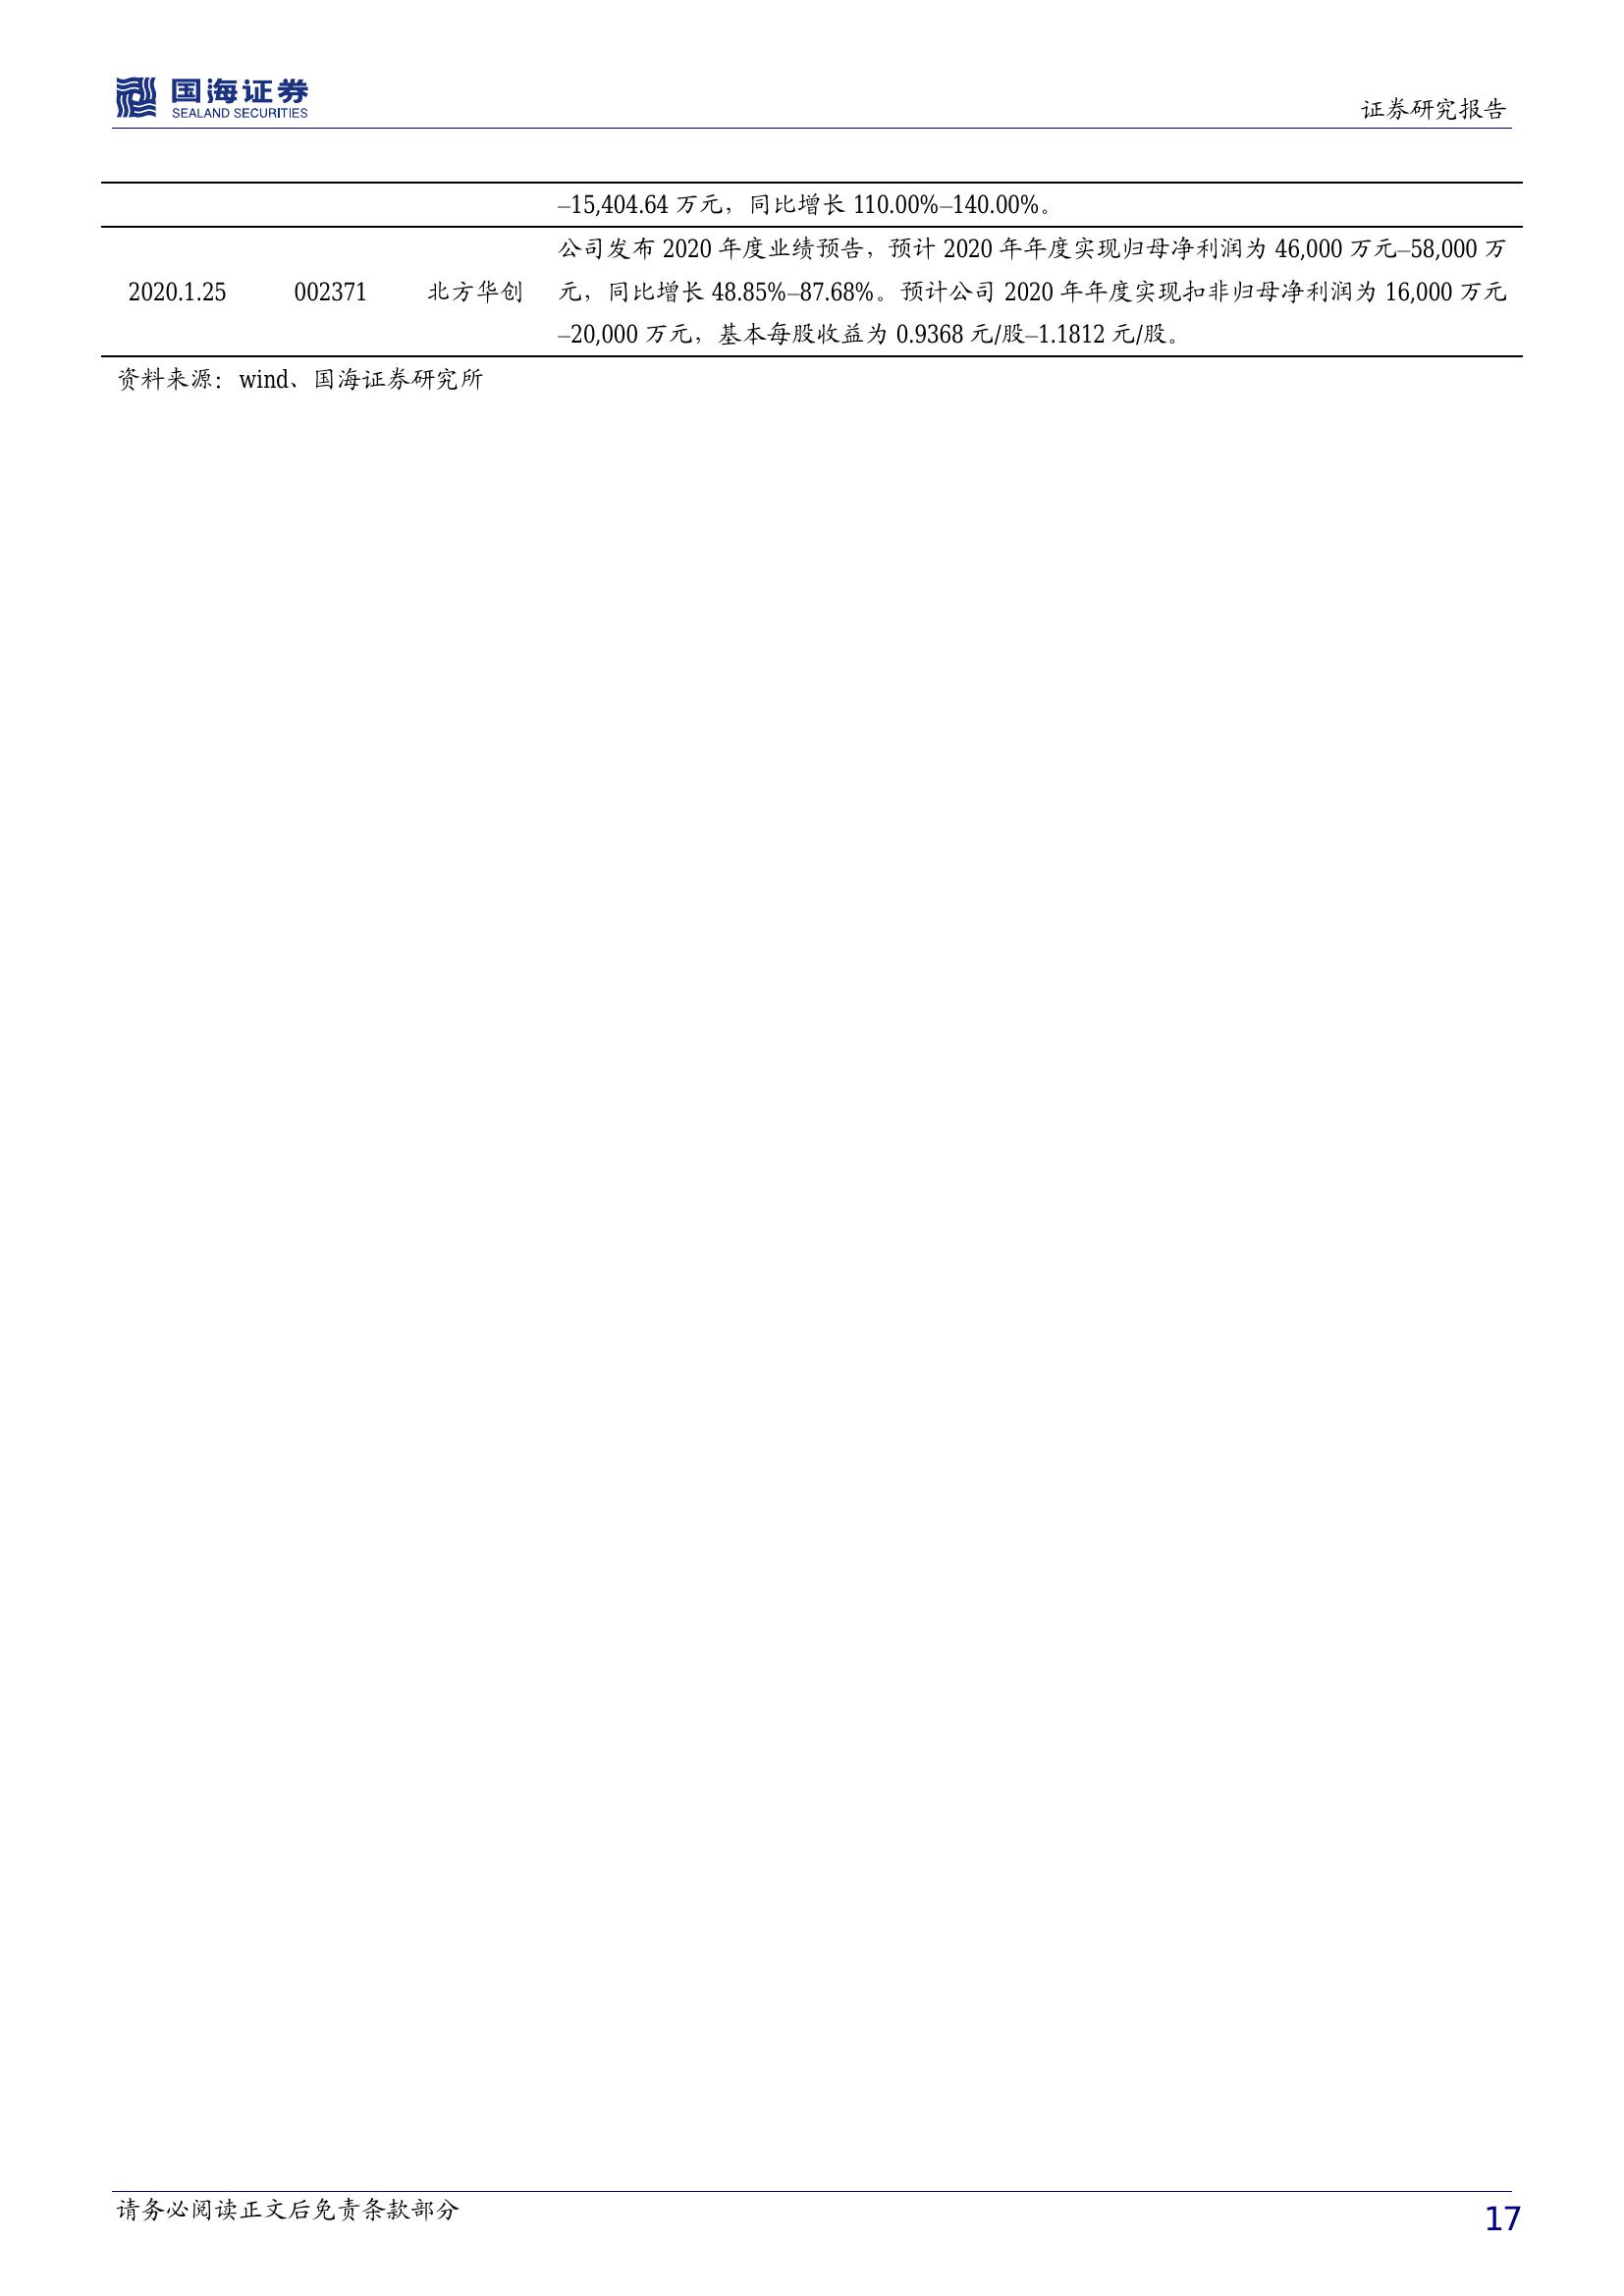 国海证券
SEALAND SECURITIES
证券研究报告
–15,404.64 万元，同比增长 110.00%–140.00%。
2020.1.25 002371 北方华创
公司发布 2020 年度业绩预告，预计 2020 年年度实现归母净利润为 46,000 万元–58,000 万
元，同比增长 48.85%–87.68%。预计公司 2020 年年度实现扣非归母净利润为 16,000 万元
–20,000 万元，基本每股收益为 0.9368 元/股–1.1812 元/股。
资料来源：wind、国海证券研究所
请务必阅读正文后免责条款部分
17